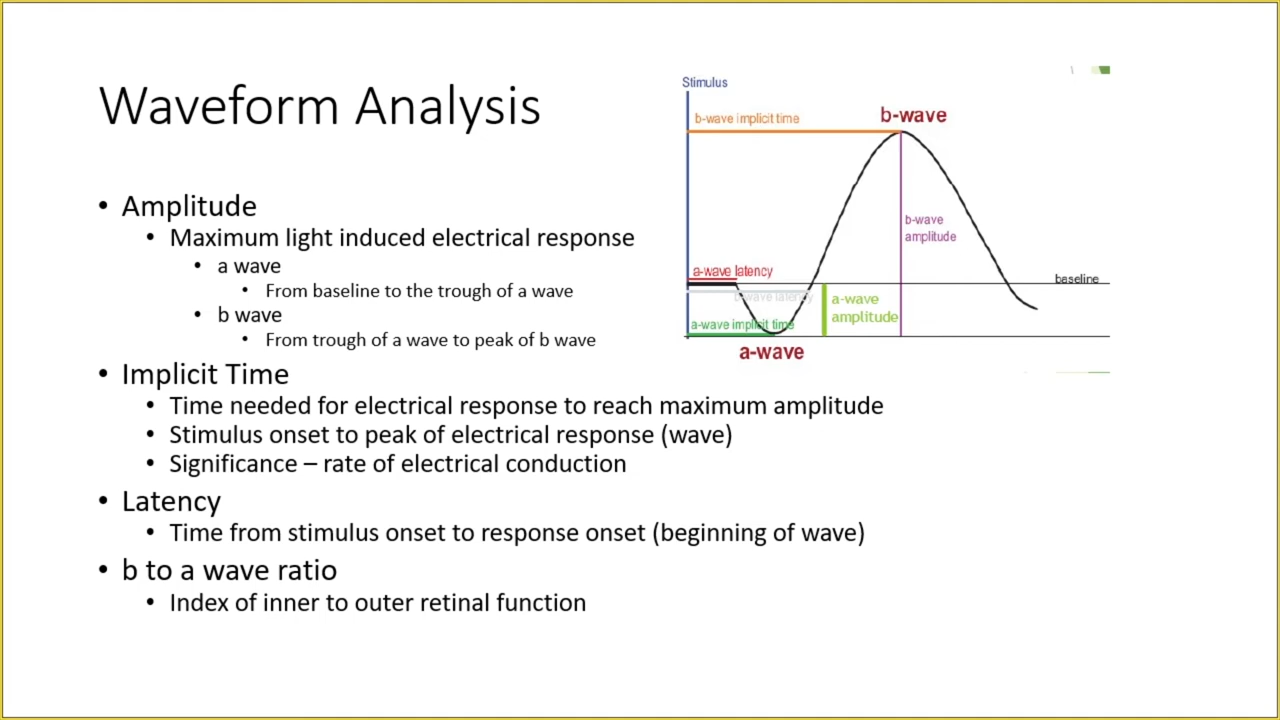 Waveform Analysis
• Amplitude
• Maximum light induced electrical response
• a wave
• From baseline to the trough of a wave
• b wave
• From trough of a wave to peak of b wave
• Implicit Time
• Time needed for electrical response to reach maximum amplitude
• Stimulus onset to peak of electrical response (wave)
• Significance – rate of electrical conduction
• Latency
• Time from stimulus onset to response onset (beginning of wave)
• b to a wave ratio
• Index of inner to outer retinal function
Stimulus
b-wave implicit time
b-wave
b-wave
amplitude
a-wave latency
baseline
b-wave latency
a-wave
amplitude
a-wave implicit time
a-wave